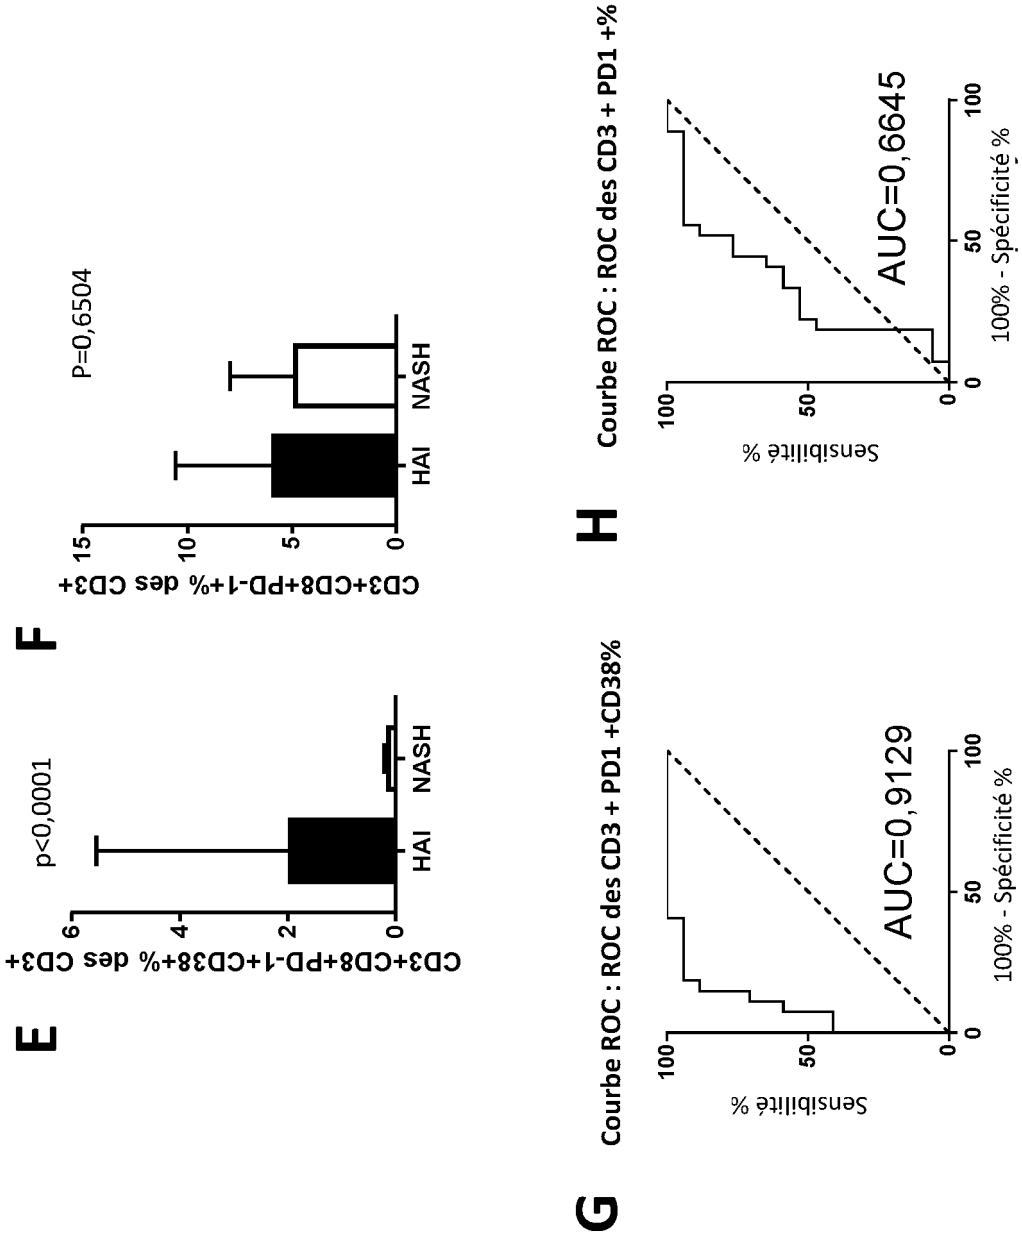 E
CD3+CD8+PD-1+CD38+% des CD3+
6
4
2
0
p<0,0001
HAI
NASH
F
CD3+CD8+PD-1+% des CD3+
15
10
5
0
P=0,6504
HAI
NASH
G
Courbe ROC : ROC des CD3 + PD1 +CD38%
Sensibilité %
100
50
0
AUC=0,9129
0
50
100
100% - Spécificité %
H
Courbe ROC : ROC des CD3 + PD1 +%
Sensibilité %
100
50
0
AUC=0,6645
0
50
100
100% - Spécificité %